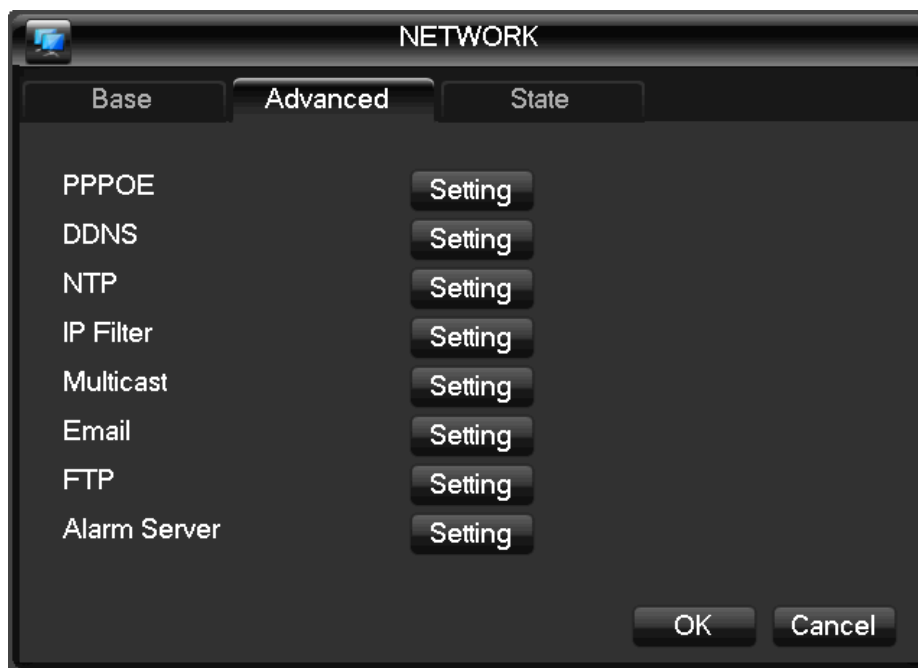 NETWORK
Base Advanced State
PPPOE Setting
DDNS Setting
NTP Setting
IP Filter Setting
Multicast Setting
Email Setting
FTP Setting
Alarm Server Setting
OK Cancel